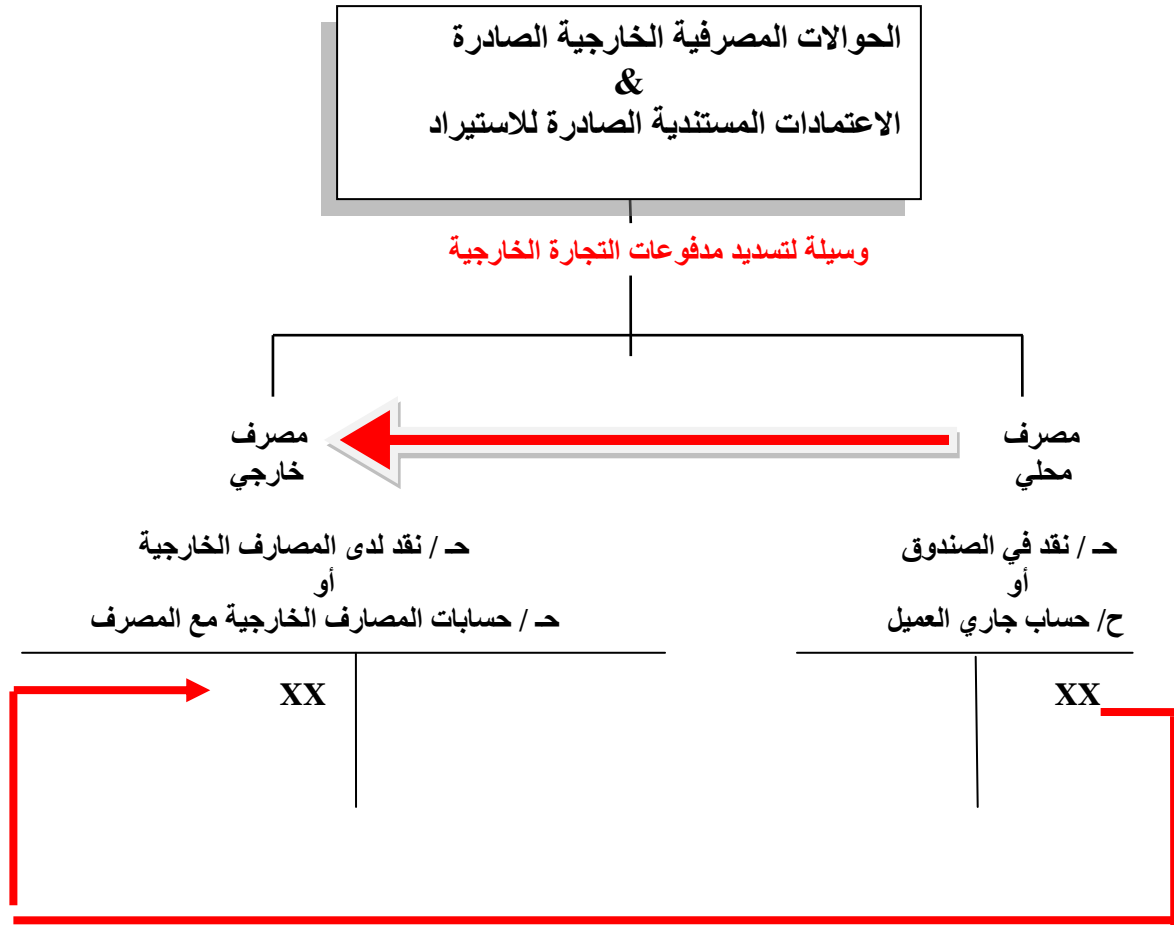 الحوالات المصرفية الخارجية الصادرة
&
الاعتمادات المستندية الصادرة للاستيراد
وسيلة لتسديد مدفوعات التجارة الخارجية
مصرف
محلي
مصرف
خارجي
حـ / نقد في الصندوق
أو
ح/ حساب جاري العميل
حـ / نقد لدى المصارف الخارجية
أو
حـ / حسابات المصارف الخارجية مع المصرف
XX
XX